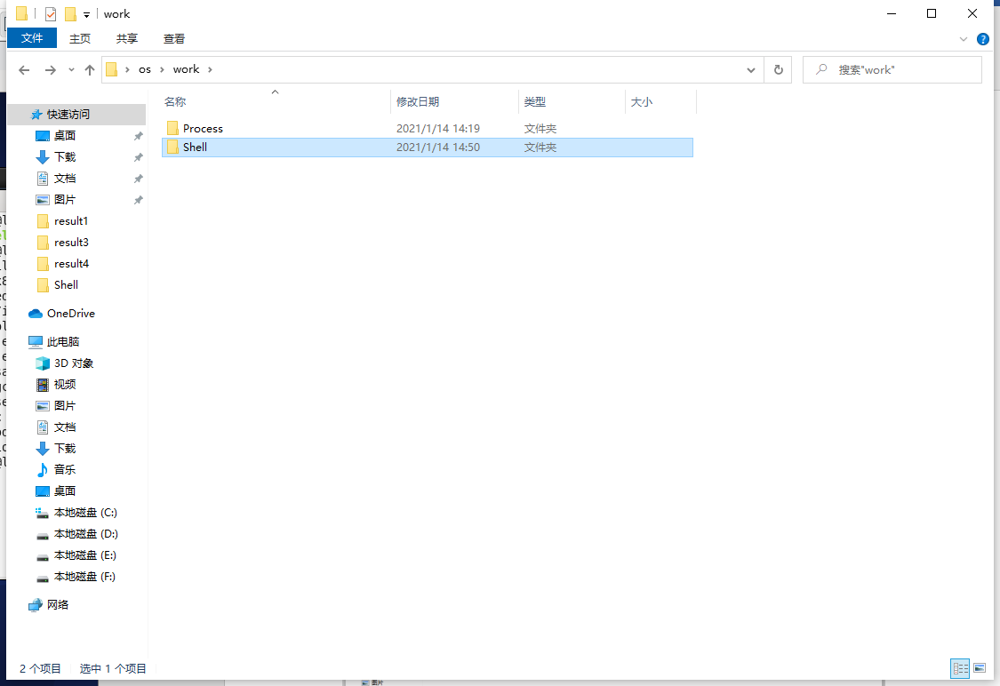 work
文件 主页 共享 查看
os work
搜索"work"
名称 修改日期 类型 大小
Process 2021/1/14 14:19 文件夹
Shell 2021/1/14 14:50 文件夹
快速访问
桌面
下载
文档
图片
result1
result3
result4
Shell
OneDrive
此电脑
3D 对象
视频
图片
文档
下载
音乐
桌面
本地磁盘 (C:)
本地磁盘 (D:)
本地磁盘 (E:)
本地磁盘 (F:)
网络
2 个项目 选中 1 个项目
图片